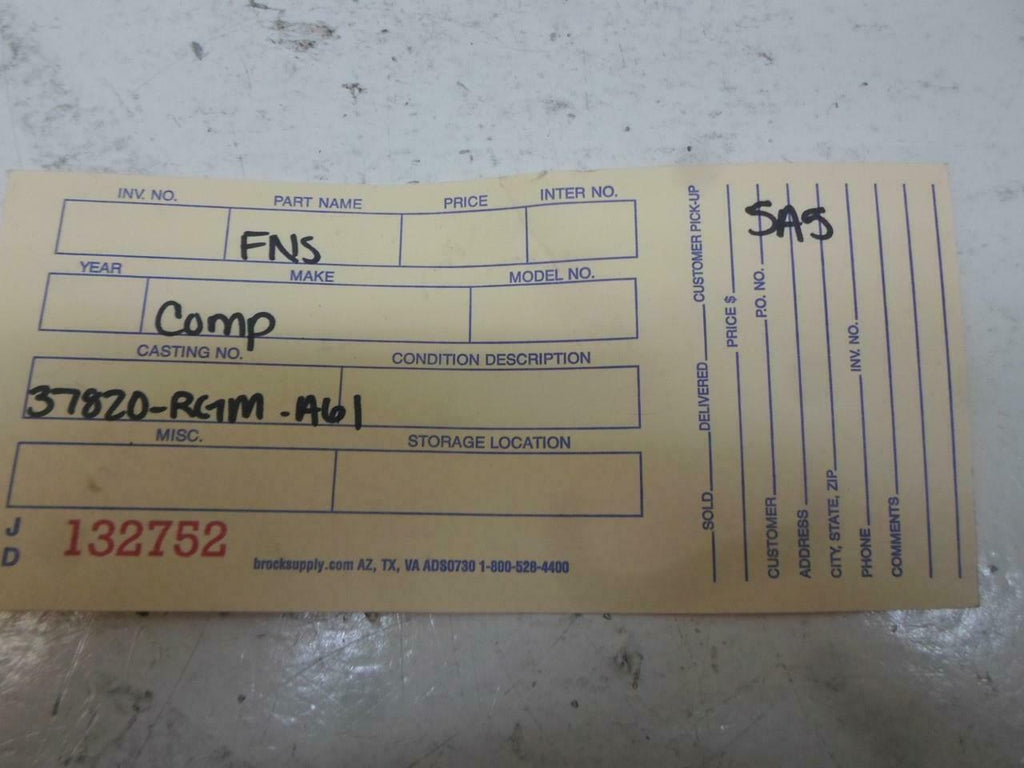 INV. NO. PART NAME PRICE INTER NO.
FNS
YEAR MAKE MODEL NO.
Comp
CASTING NO. CONDITION DESCRIPTION
37820-RGM-A61
MISC. STORAGE LOCATION
J
D
132752
brocksupply.com AZ, TX, VA ADS0730 1-800-528-4400
SOLD DELIVERED CUSTOMER PICK-UP
PRICE $
CUSTOMER P.O. NO.
ADDRESS
CITY, STATE, ZIP
PHONE INV. NO.
COMMENTS
SAS